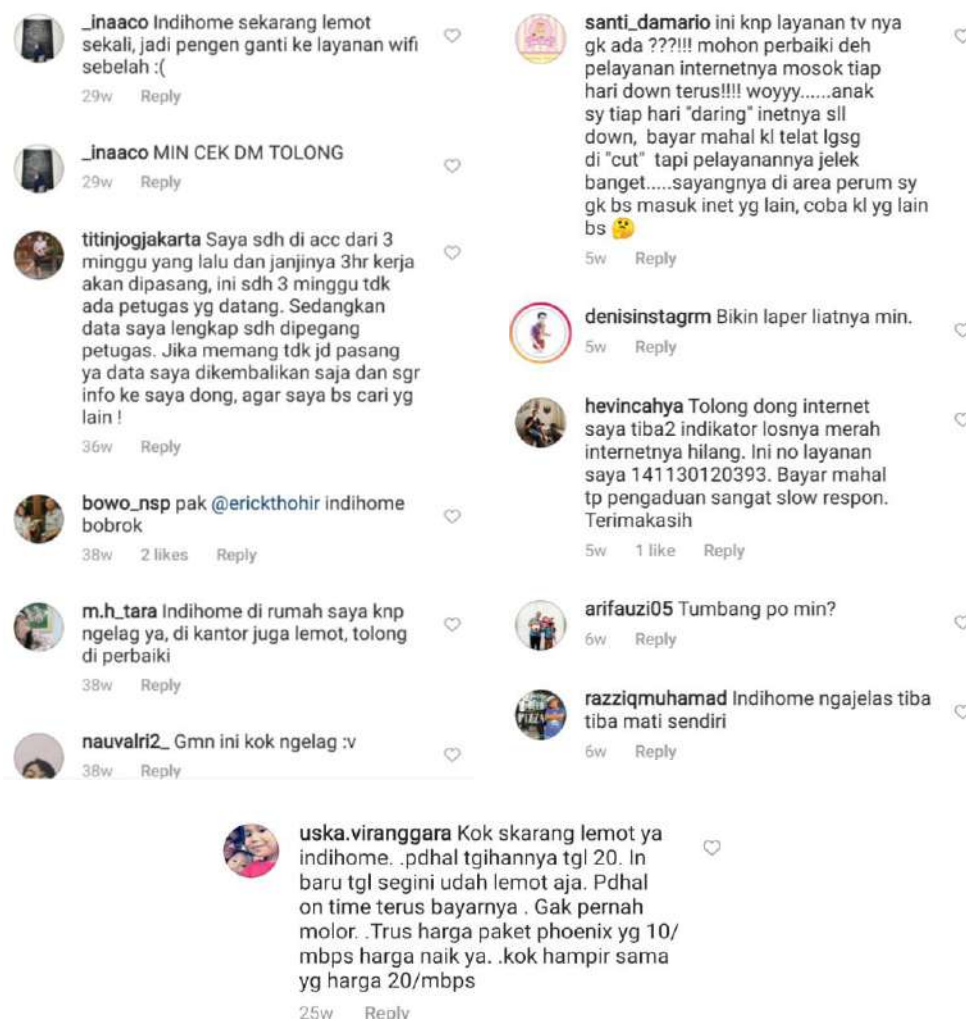 _inaaco Indihome sekarang lemot
sekali, jadi pengen ganti ke layanan wifi
sebelah :(
29w Reply
_inaaco MIN CEK DM TOLONG
29w Reply
titinjogjakarta Saya sdh di acc dari 3
minggu yang lalu dan janjinya 3hr kerja
akan dipasang, ini sdh 3 minggu tdk
ada petugas yg datang. Sedangkan
data saya lengkap sdh dipegang
petugas. Jika memang tdk jd pasang
ya data saya dikembalikan saja dan sgr
info ke saya dong, agar saya bs cari yg
lain !
36w Reply
bowo_nsp pak @erickthohir indihome
bobrok
38w 2 likes Reply
m.h_tara Indihome di rumah saya knp
ngelag ya, di kantor juga lemot, tolong
di perbaiki
38w Reply
nauvalri2_ Gmn ini kok ngelag :v
38w Reply
santi_damario ini knp layanan tv nya
gk ada ???!!! mohon perbaiki deh
pelayanan internetnya mosok tiap
hari down terus!!!! woyyy......anak
sy tiap hari "daring" inetnya sll
down, bayar mahal kl telat lgsg
di "cut" tapi pelayanannya jelek
banget.....sayangnya di area perum sy
gk bs masuk inet yg lain, coba kl yg lain
bs 🤔
5w Reply
denisinstagrm Bikin laper liatnya min.
5w Reply
hevincahya Tolong dong internet
saya tiba2 indikator losnya merah
internetnya hilang. Ini no layanan
saya 141130120393. Bayar mahal
tp pengaduan sangat slow respon.
Terimakasih
5w 1 like Reply
arifauzi05 Tumbang po min?
6w Reply
razziqmuhamad Indihome ngajelas tiba
tiba mati sendiri
6w Reply
uska.viranggara Kok skarang lemot ya
indihome. .pdhal tgihannya tgl 20. In
baru tgl segini udah lemot aja. Pdhal
on time terus bayarnya . Gak pernah
molor. .Trus harga paket phoenix yg 10/
mbps harga naik ya. .kok hampir sama
yg harga 20/mbps
25w Reply